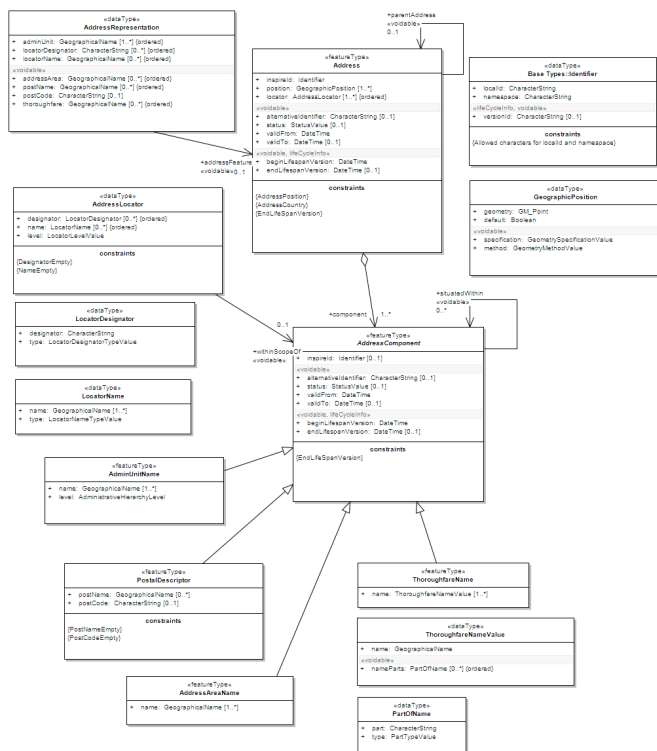 «dataType»
AddressRepresentation
+ adminUnit: GeographicalName [1..*] {ordered}
+ locatorDesignator: CharacterString [0..*] {ordered}
+ locatorName: GeographicalName [0..*] {ordered}
«voidable»
+ addressArea: GeographicalName [0..*] {ordered}
+ postName: GeographicalName [0..*] {ordered}
+ postCode: CharacterString [0..1]
+ thoroughfare: GeographicalName [0..*] {ordered}
+addressFeature
«voidable»0..1
+parentAddress
«voidable»
0..1
«featureType»
Address
+ inspireId: Identifier
+ position: GeographicPosition [1..*]
+ locator: AddressLocator [1..*] {ordered}
«voidable»
+ alternativeIdentifier: CharacterString [0..1]
+ status: StatusValue [0..1]
+ validFrom: DateTime
+ validTo: DateTime [0..1]
«voidable, lifeCycleInfo»
+ beginLifespanVersion: DateTime
+ endLifespanVersion: DateTime [0..1]
constraints
{AddressPosition}
{AddressCountry}
{EndLifeSpanVersion}
«dataType»
Base Types::Identifier
+ localId: CharacterString
+ namespace: CharacterString
«lifeCycleInfo, voidable»
+ versionId: CharacterString [0..1]
constraints
{Allowed characters for localId and namespace}
«dataType»
GeographicPosition
+ geometry: GM_Point
+ default: Boolean
«voidable»
+ specification: GeometrySpecificationValue
+ method: GeometryMethodValue
«dataType»
AddressLocator
+ designator: LocatorDesignator [0..*] {ordered}
+ name: LocatorName [0..*] {ordered}
+ level: LocatorLevelValue
constraints
{DesignatorEmpty}
{NameEmpty}
+situatedWithin
«voidable»
0..*
+component 1..*
0..1
+withinScopeOf
«voidable»
«dataType»
LocatorDesignator
+ designator: CharacterString
+ type: LocatorDesignatorTypeValue
«featureType»
AddressComponent
+ inspireId: Identifier [0..1]
«voidable»
+ alternativeIdentifier: CharacterString [0..1]
+ status: StatusValue [0..1]
+ validFrom: DateTime
+ validTo: DateTime [0..1]
«voidable, lifeCycleInfo»
+ beginLifespanVersion: DateTime
+ endLifespanVersion: DateTime [0..1]
constraints
{EndLifeSpanVersion}
«dataType»
LocatorName
+ name: GeographicalName [1..*]
+ type: LocatorNameTypeValue
«featureType»
AdminUnitName
+ name: GeographicalName [1..*]
+ level: AdministrativeHierarchyLevel
«featureType»
PostalDescriptor
+ postName: GeographicalName [0..*]
+ postCode: CharacterString [0..1]
constraints
{PostNameEmpty}
{PostCodeEmpty}
«featureType»
ThoroughfareName
+ name: ThoroughfareNameValue [1..*]
«dataType»
ThoroughfareNameValue
+ name: GeographicalName
«voidable»
+ nameParts: PartOfName [0..*] {ordered}
«featureType»
AddressAreaName
+ name: GeographicalName [1..*]
«dataType»
PartOfName
+ part: CharacterString
+ type: PartTypeValue